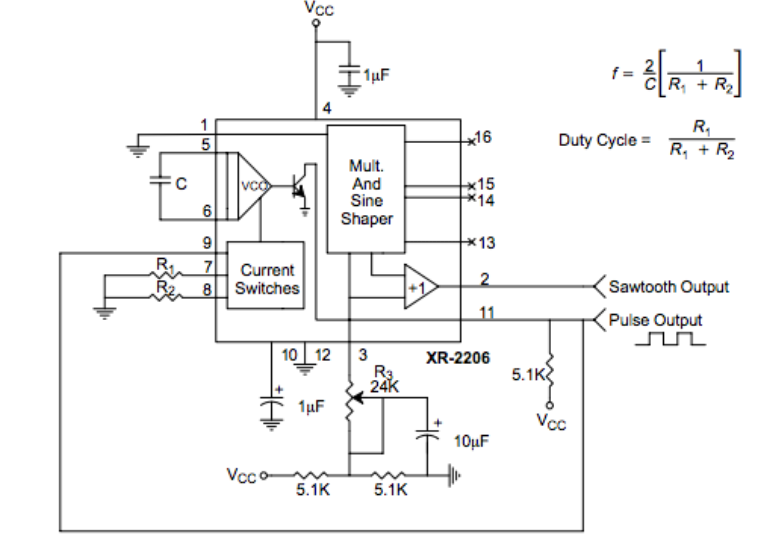 VCC
1µF
f = 2/C [ 1 / R1 + R2 ]
4
1
16
Duty Cycle = R1 / R1 + R2
5
Mult.
And
Sine
Shaper
C
VCO
15
14
6
9
13
R1
7
Current
Switches
R2
8
+1
2
Sawtooth Output
11
Pulse Output
10
12
3
XR-2206
R3
24K
5.1K
+
1µF
VCC
+
10µF
VCC
5.1K
5.1K